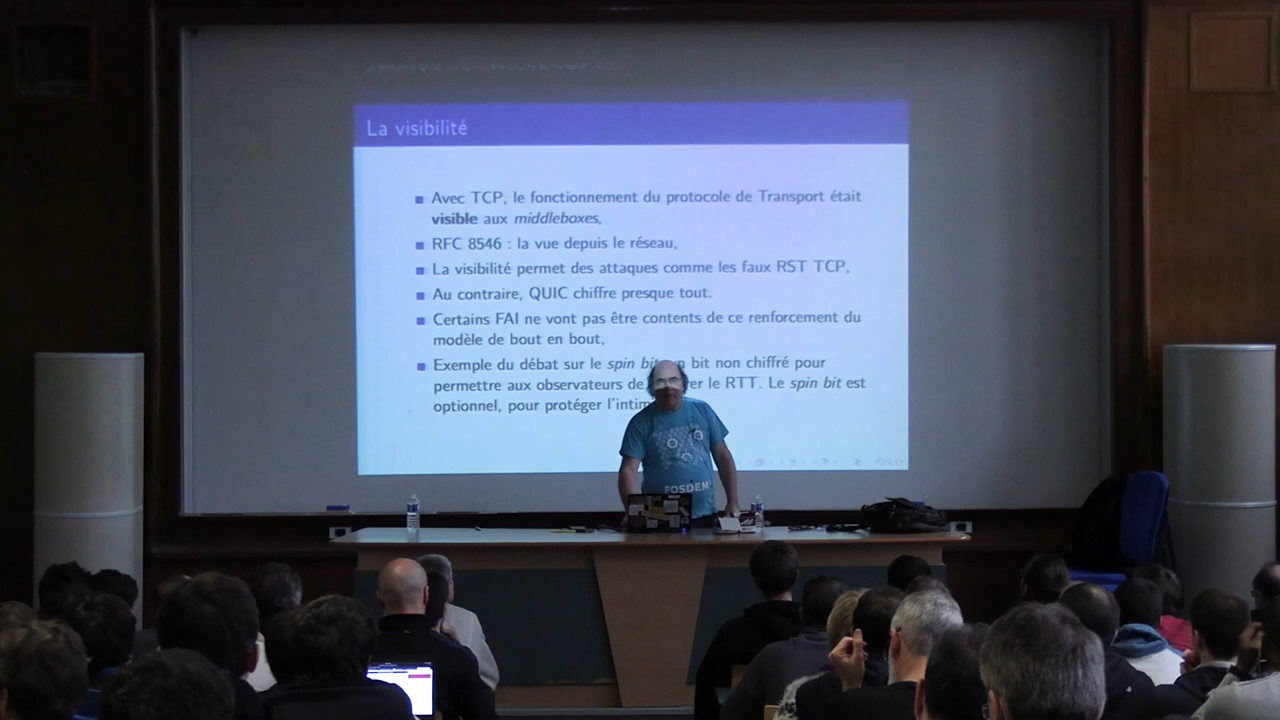 La visibilité
Avec TCP, le fonctionnement du protocole de Transport était
visible aux middleboxes,
RFC 8546 : la vue depuis le réseau,
La visibilité permet des attaques comme les faux RST TCP,
Au contraire, QUIC chiffre presque tout.
Certains FAI ne vont pas être contents de ce renforcement du
modèle de bout en bout,
Exemple du débat sur le spin bit bit non chiffré pour
permettre aux observateurs de le RTT. Le spin bit est
optionnel, pour protéger
FOSDEM